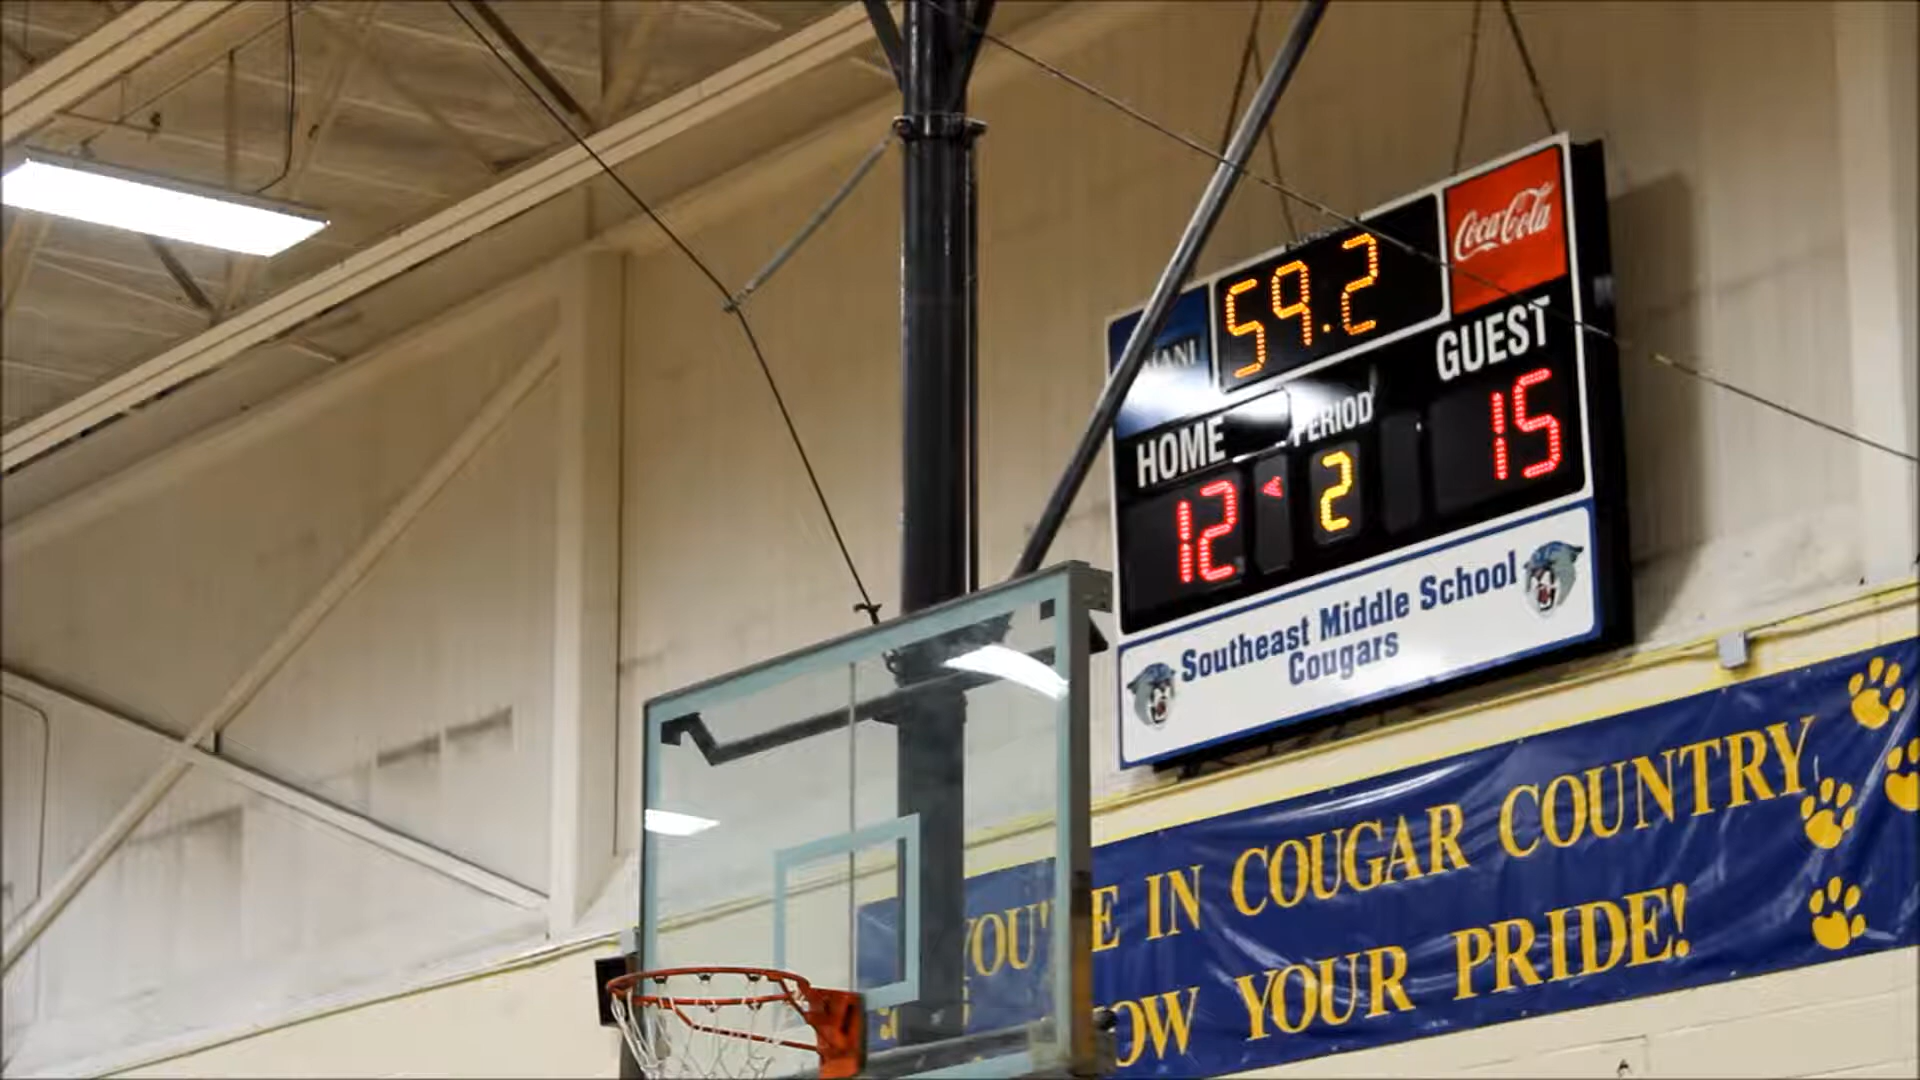 59.2
Coca-Cola
GUEST
HOME
PERIOD
12
2
15
Southeast Middle School
Cougars
IN COUGAR COUNTRY
YOUR PRIDE!